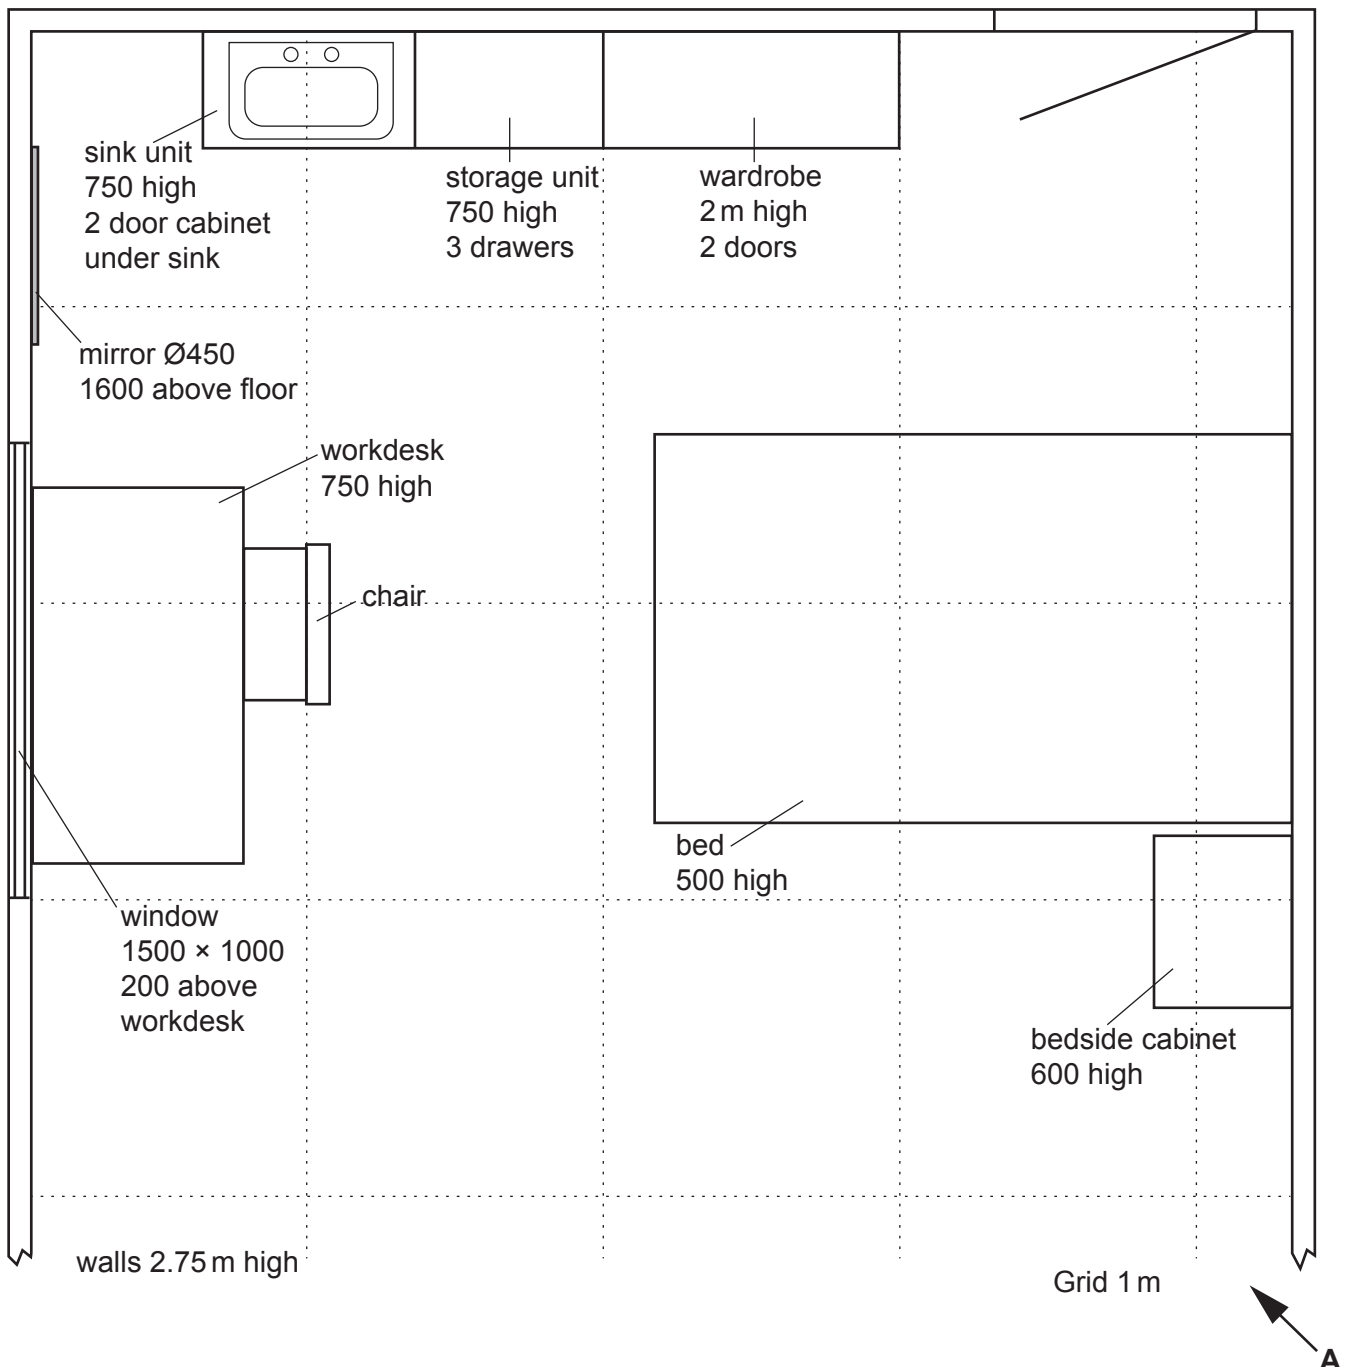 sink unit
750 high
2 door cabinet
under sink
storage unit
750 high
3 drawers
wardrobe
2 m high
2 doors
mirror Ø450
1600 above floor
workdesk
750 high
chair
bed
500 high
window
1500 × 1000
200 above
workdesk
bedside cabinet
600 high
walls 2.75 m high
Grid 1 m
A